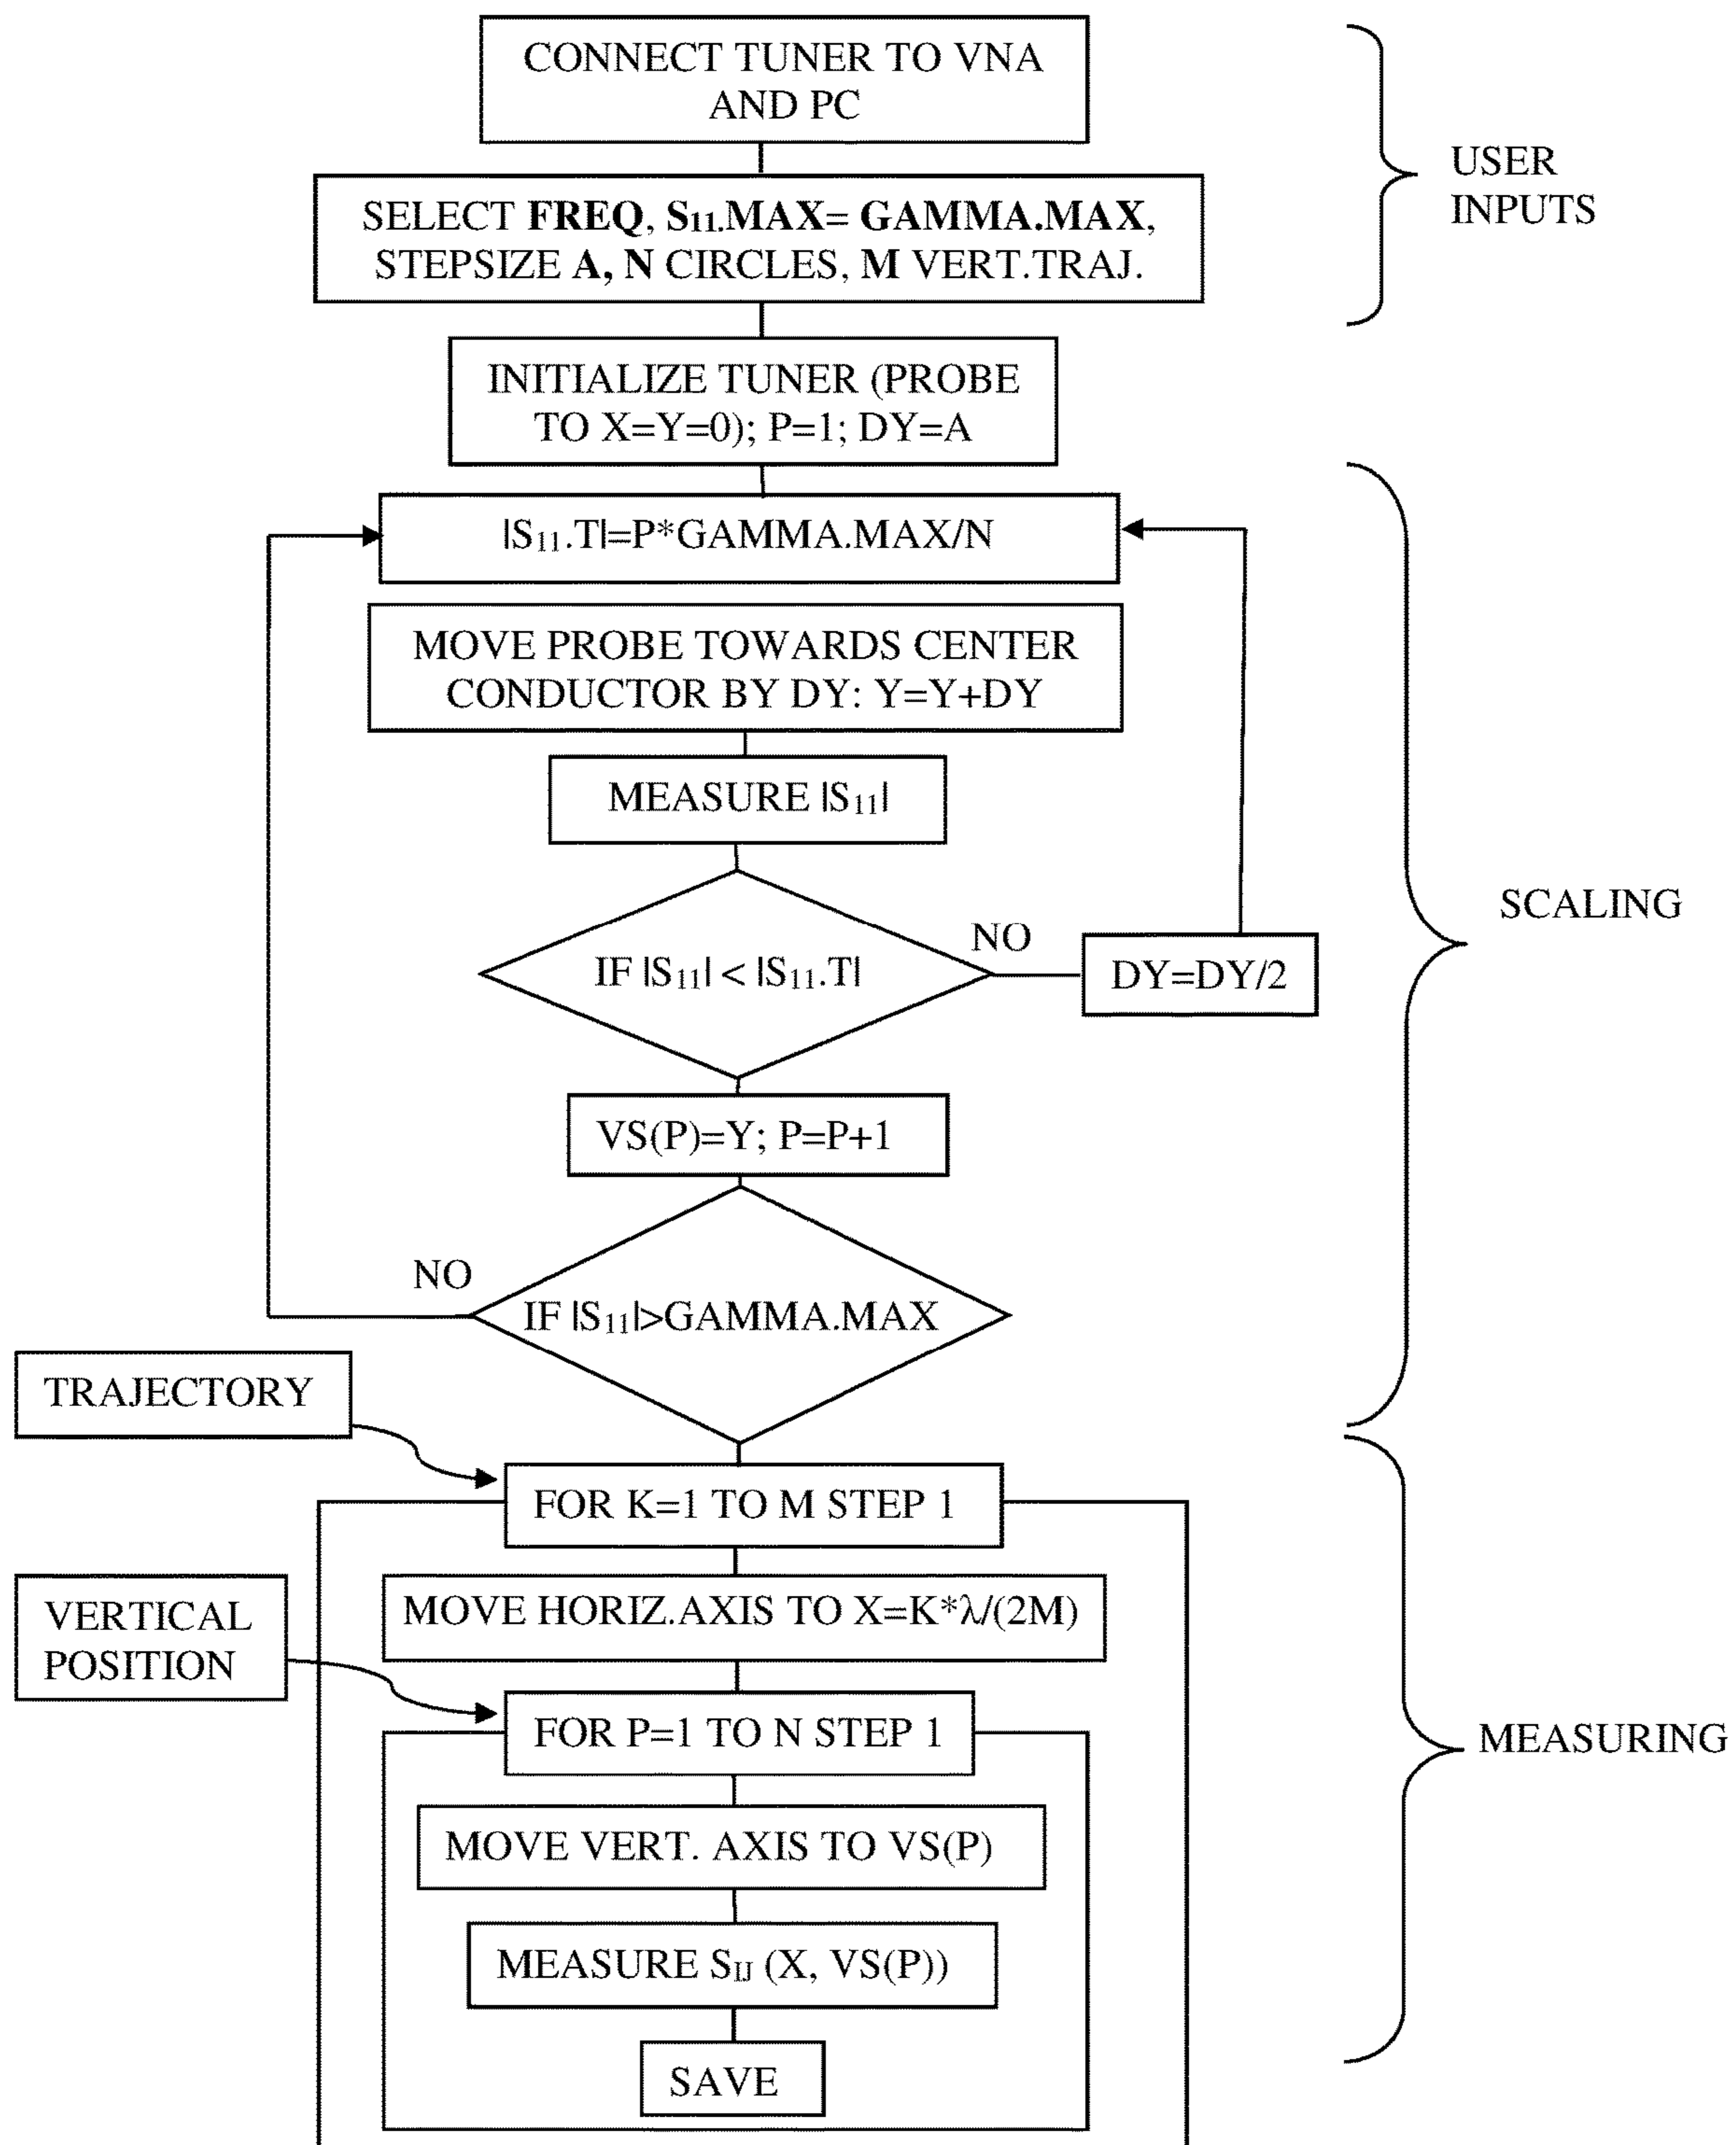 CONNECT TUNER TO VNA
AND PC
USER
INPUTS
SELECT FREQ, S₁₁.MAX= GAMMA.MAX,
STEPSIZE A, N CIRCLES, M VERT.TRAJ.
INITIALIZE TUNER (PROBE
TO X=Y=0); P=1; DY=A
|S₁₁.T|=P*GAMMA.MAX/N
MOVE PROBE TOWARDS CENTER
CONDUCTOR BY DY: Y=Y+DY
MEASURE |S₁₁|
SCALING
IF |S₁₁| < |S₁₁.T|
NO
DY=DY/2
VS(P)=Y; P=P+1
NO
IF |S₁₁|>GAMMA.MAX
TRAJECTORY
FOR K=1 TO M STEP 1
MOVE HORIZ.AXIS TO X=K*λ/(2M)
VERTICAL
POSITION
FOR P=1 TO N STEP 1
MEASURING
MOVE VERT. AXIS TO VS(P)
MEASURE SIJ (X, VS(P))
SAVE